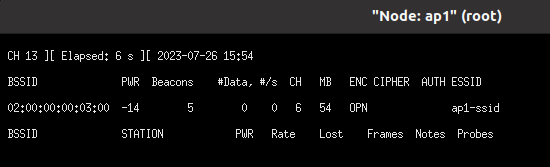 "Node: ap1" (root)
CH 13 ][ Elapsed: 6 s ][ 2023-07-26 15:54
BSSID PWR Beacons #Data, #/s CH MB ENC CIPHER AUTH ESSID
02:00:00:00:03:00 -14 5 0 0 6 54 OPN ap1-ssid
BSSID STATION PWR Rate Lost Frames Notes Probes